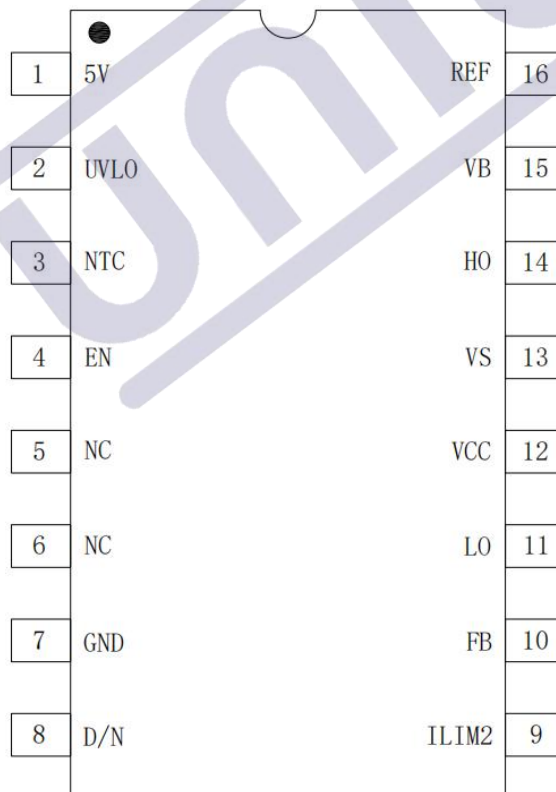 1 5V REF 16
2 UVLO VB 15
3 NTC HO 14
4 EN VS 13
5 NC VCC 12
6 NC LO 11
7 GND FB 10
8 D/N ILIM2 9